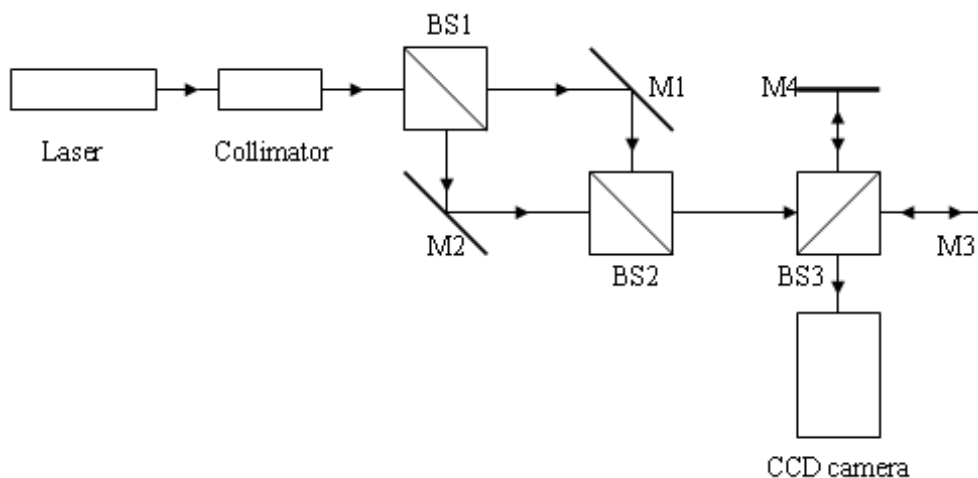 BS1
M1
M4
Laser
Collimator
M2
BS2
BS3
M3
CCD camera